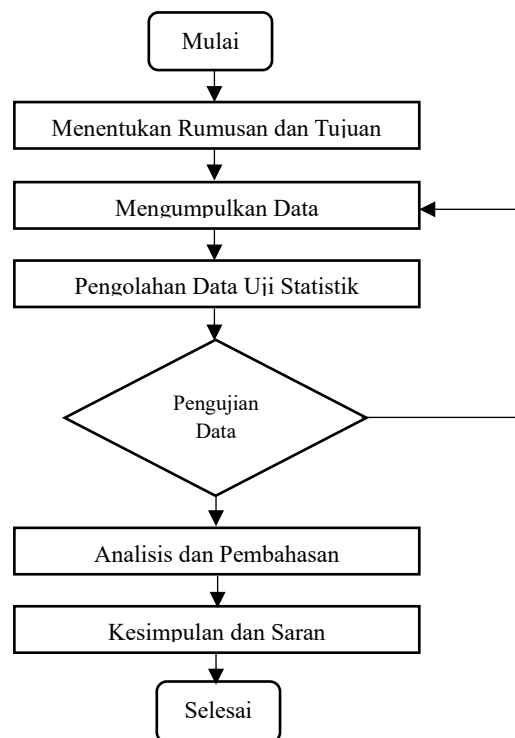 Mulai
Menentukan Rumusan dan Tujuan
Mengumpulkan Data
Pengolahan Data Uji Statistik
Pengujian
Data
Analisis dan Pembahasan
Kesimpulan dan Saran
Selesai